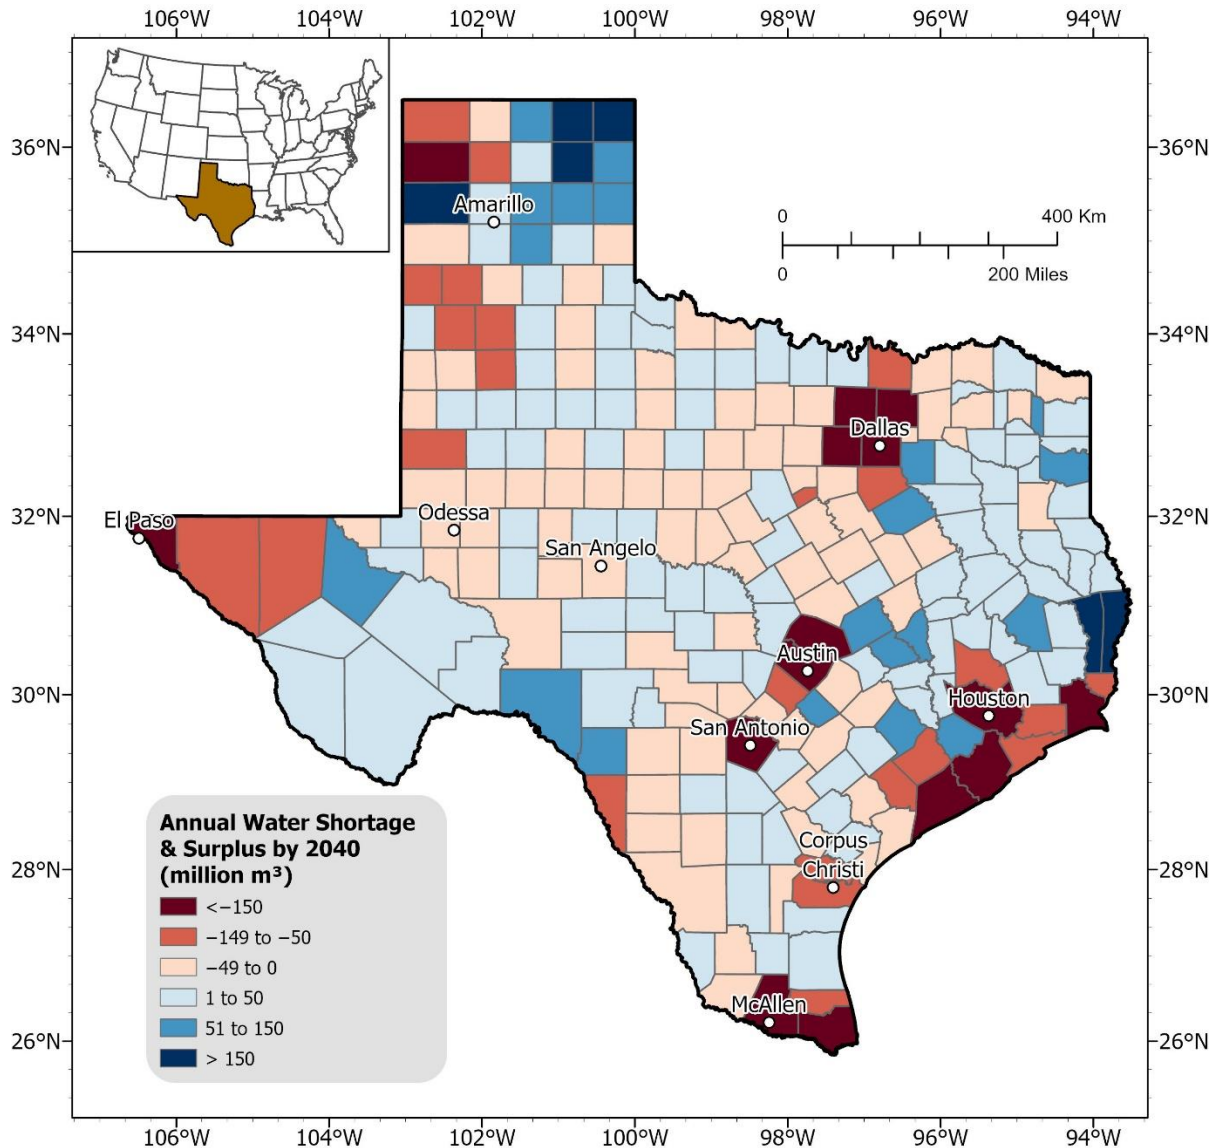 106°W 104°W 102°W 100°W 98°W 96°W 94°W
36°N 36°N
Amarillo
0 400 Km
0 200 Miles
34°N 34°N
Dallas
32°N 32°N
El Paso
Odessa
San Angelo
Austin
30°N 30°N
Houston
San Antonio
Annual Water Shortage
& Surplus by 2040
(million m³)
<−150
−149 to −50
−49 to 0
1 to 50
51 to 150
> 150
Corpus
Christi
28°N 28°N
McAllen
26°N 26°N
106°W 104°W 102°W 100°W 98°W 96°W 94°W